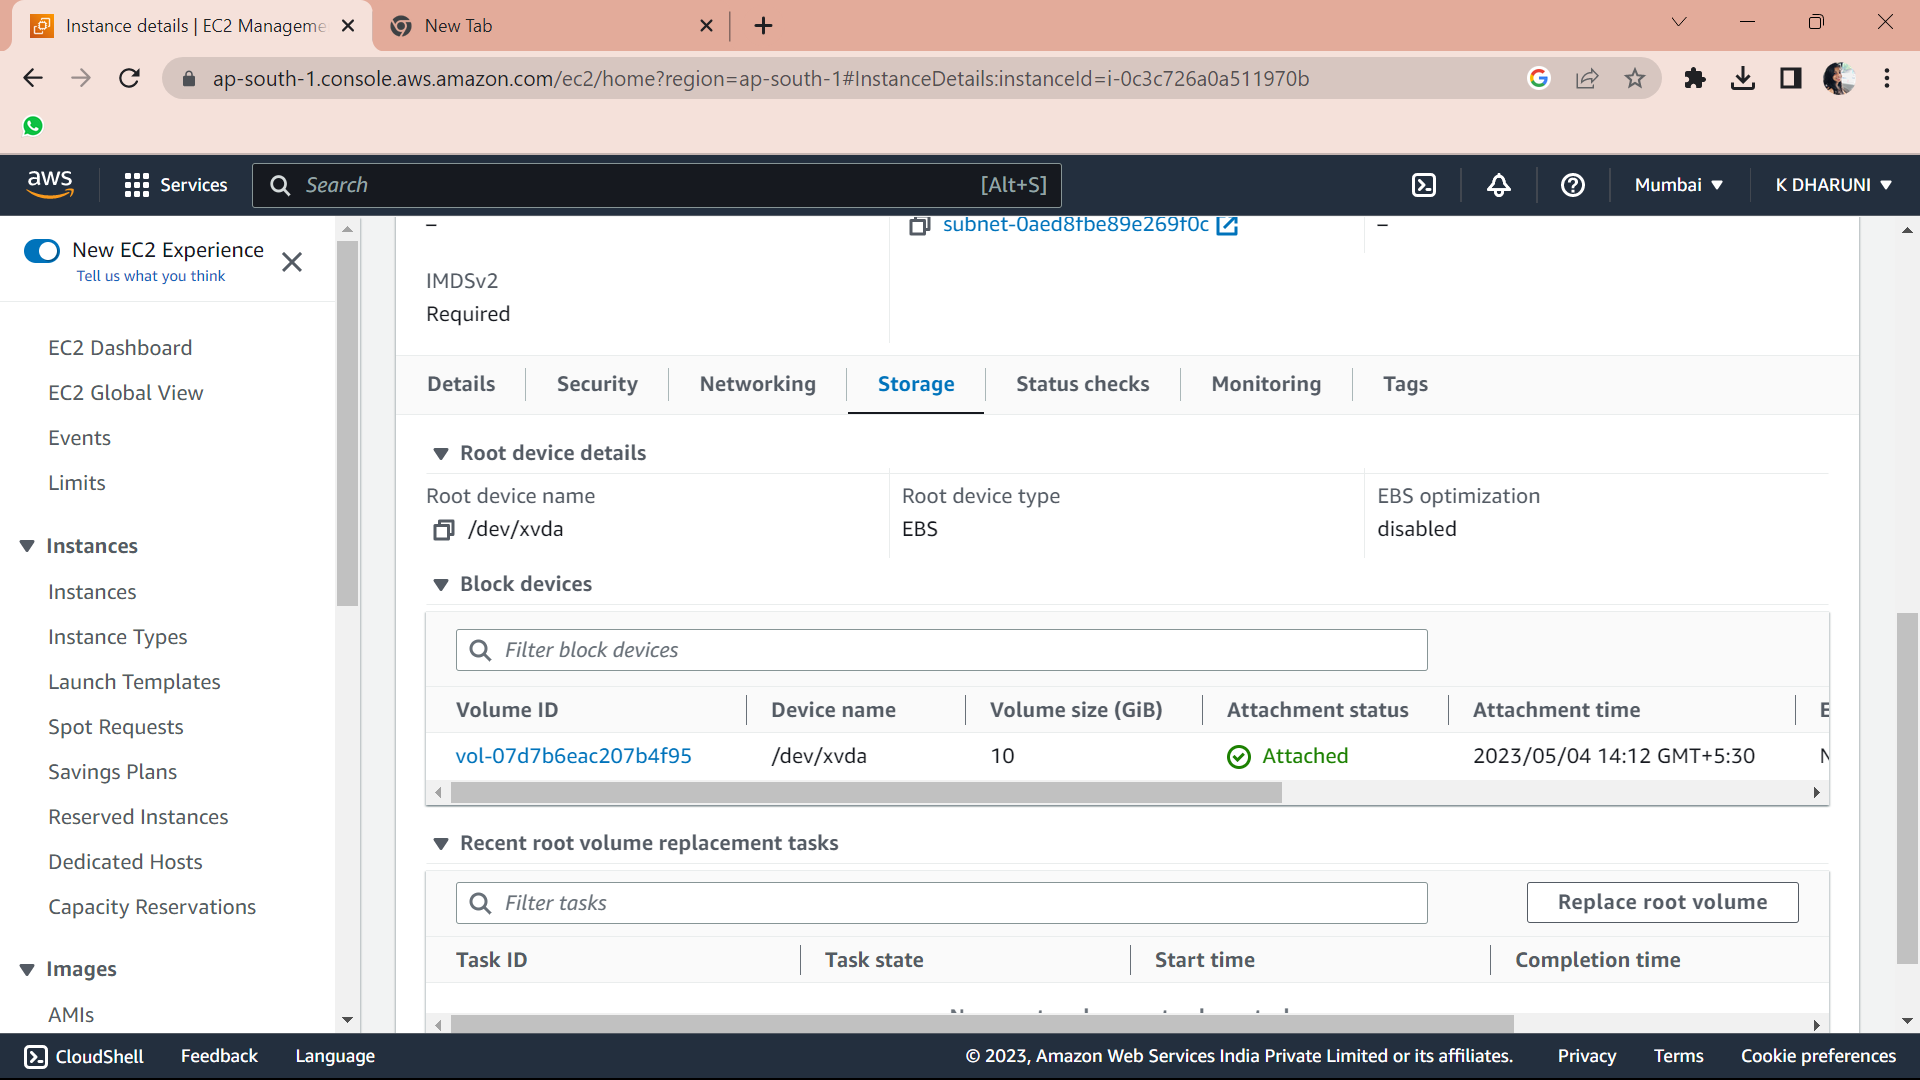 Instance details | EC2 Manageme
New Tab
ap-south-1.console.aws.amazon.com/ec2/home?region=ap-south-1#InstanceDetails:instanceId=i-0c3c726a0a511970b
aws
Services
Search
[Alt+S]
Mumbai
K DHARUNI
New EC2 Experience
Tell us what you think
EC2 Dashboard
EC2 Global View
Events
Limits
Instances
Instances
Instance Types
Launch Templates
Spot Requests
Savings Plans
Reserved Instances
Dedicated Hosts
Capacity Reservations
Images
AMIs
–
subnet-0aed8fbe89e269f0c
–
IMDSv2
Required
Details
Security
Networking
Storage
Status checks
Monitoring
Tags
Root device details
Root device name
/dev/xvda
Root device type
EBS
EBS optimization
disabled
Block devices
Filter block devices
Volume ID
Device name
Volume size (GiB)
Attachment status
Attachment time
vol-07d7b6eac207b4f95
/dev/xvda
10
Attached
2023/05/04 14:12 GMT+5:30
Recent root volume replacement tasks
Filter tasks
Replace root volume
Task ID
Task state
Start time
Completion time
CloudShell
Feedback
Language
© 2023, Amazon Web Services India Private Limited or its affiliates.
Privacy
Terms
Cookie preferences